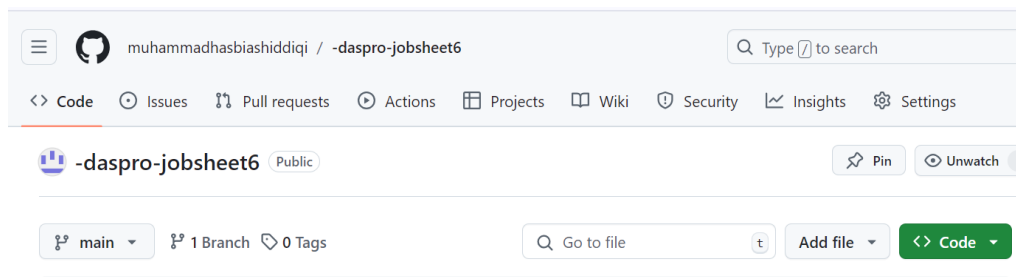 muhammadhasbiashiddiqi / -daspro-jobsheet6 Type / to search
Code Issues Pull requests Actions Projects Wiki Security Insights Settings
-daspro-jobsheet6 Public Pin Unwatch
main 1 Branch 0 Tags Go to file t Add file Code